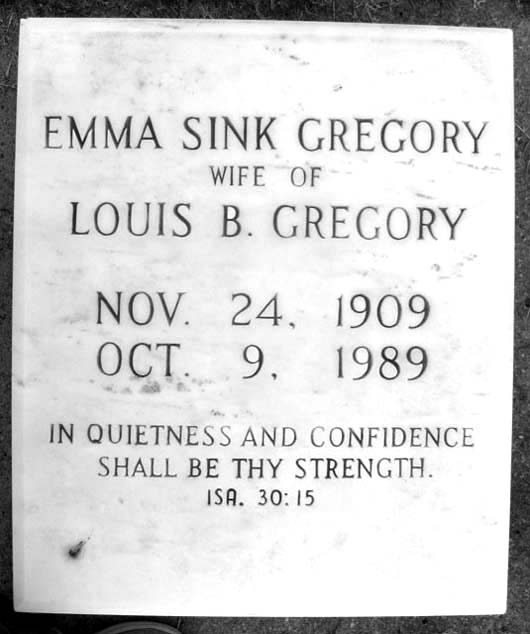 EMMA SINK GREGORY
WIFE OF
LOUIS B. GREGORY
NOV. 24, 1909
OCT. 9, 1989
IN QUIETNESS AND CONFIDENCE
SHALL BE THY STRENGTH.
ISA. 30:15